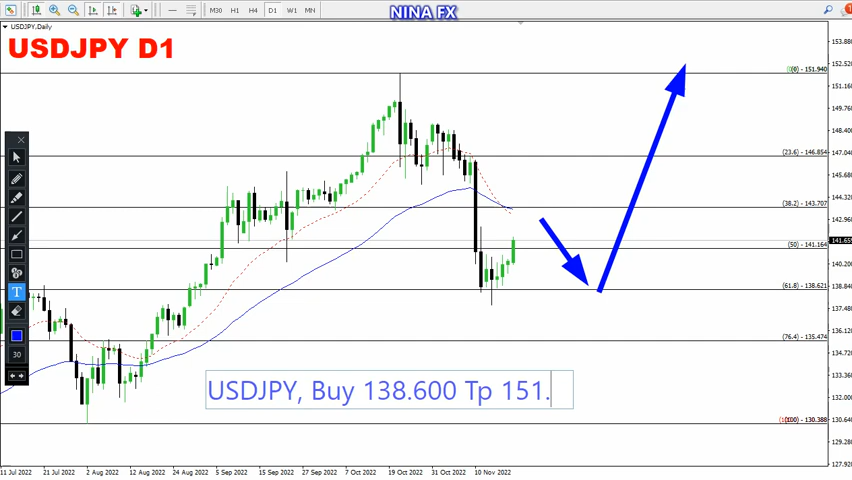 M30 H1 H4 D1 W1 MN
NINA FX
USDJPY,Daily
USDJPY D1
153.880
152.520
(0) - 151.940
151.160
149.760
148.400
147.040
(23.6) - 146.854
145.680
144.320
(38.2) - 143.707
142.960
141.655
(50) - 141.164
140.200
138.840
(61.8) - 138.621
137.480
136.080
(76.4) - 135.474
134.720
133.360
132.000
130.640
(100) - 130.388
129.280
127.920
T
30
USDJPY, Buy 138.600 Tp 151.
11 Jul 2022 21 Jul 2022 2 Aug 2022 12 Aug 2022 24 Aug 2022 5 Sep 2022 15 Sep 2022 27 Sep 2022 7 Oct 2022 19 Oct 2022 31 Oct 2022 10 Nov 2022